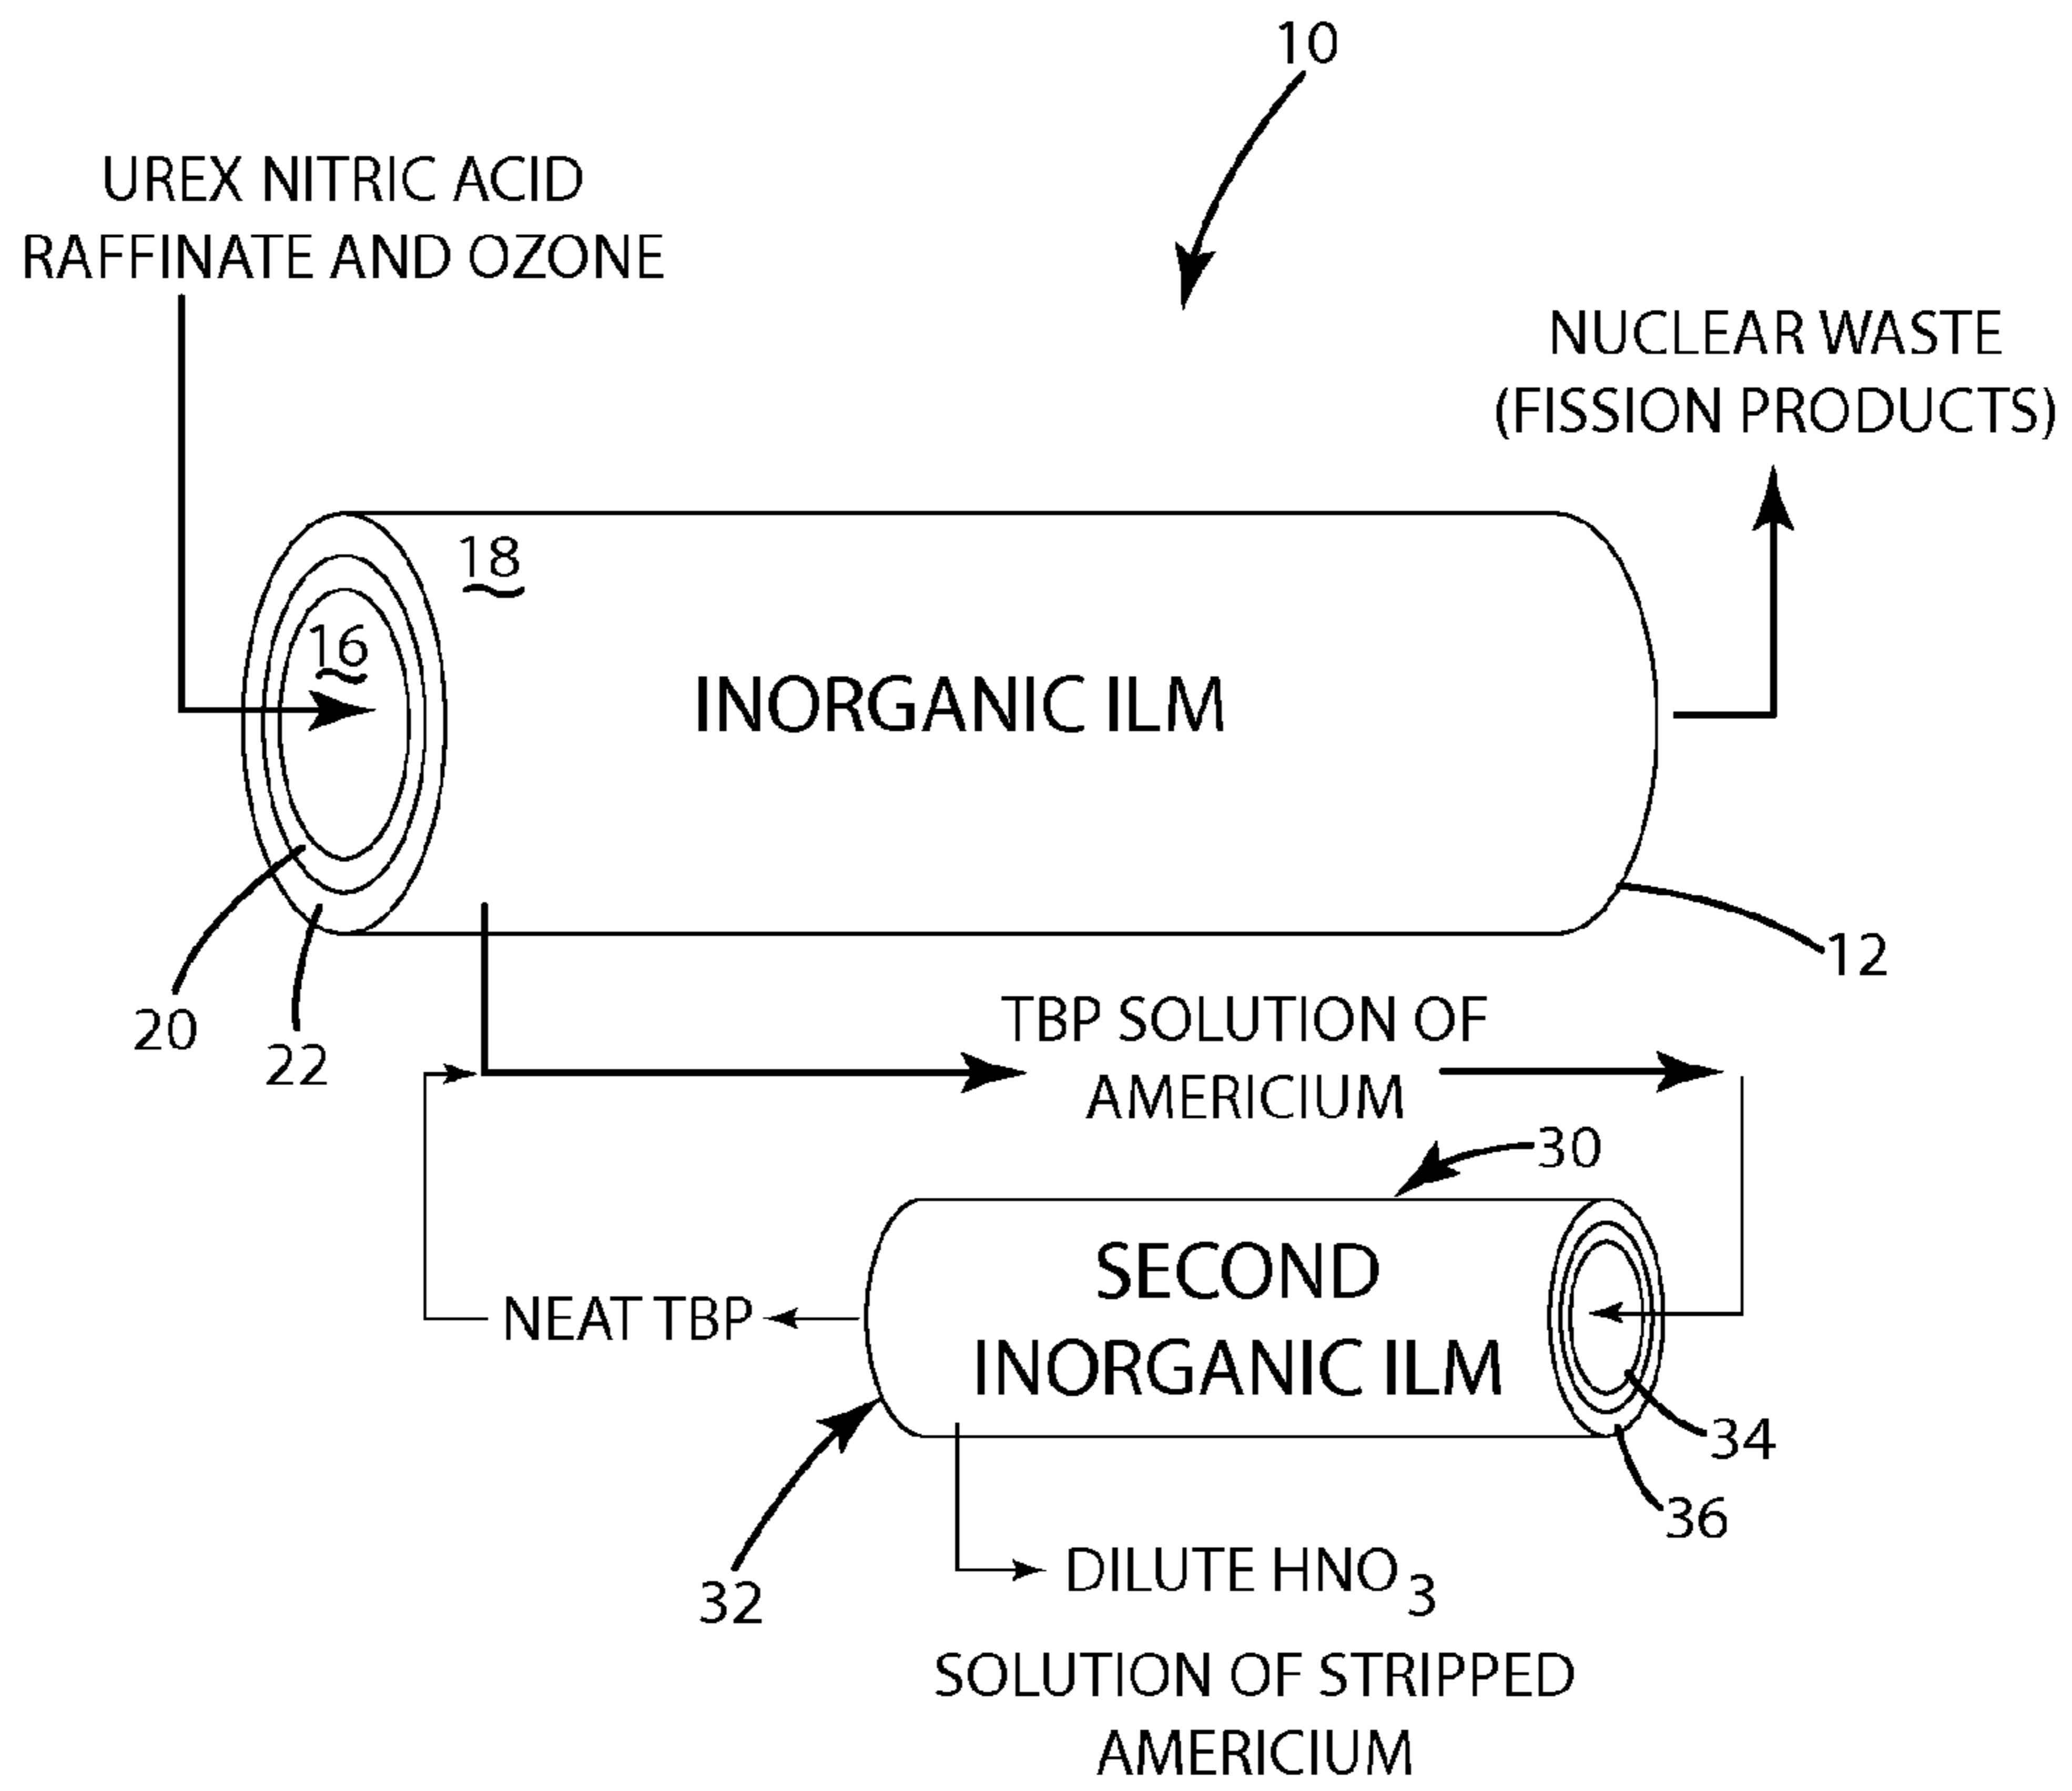 10
UREX NITRIC ACID
RAFFINATE AND OZONE
NUCLEAR WASTE
(FISSION PRODUCTS)
18
16
INORGANIC ILM
12
20
22
TBP SOLUTION OF
AMERICIUM
30
SECOND
INORGANIC ILM
NEAT TBP
34
36
32
DILUTE HNO3
SOLUTION OF STRIPPED
AMERICIUM